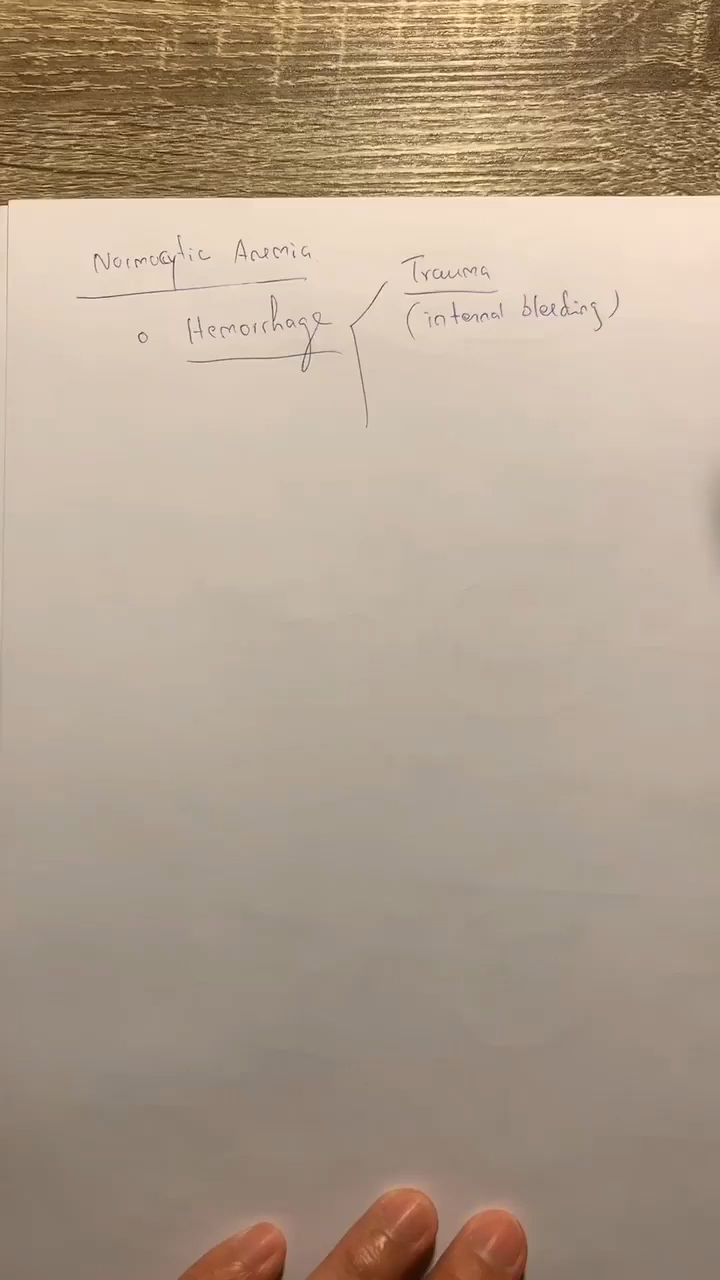 Normocytic Anemia
Trauma
o Hemorrhage
(internal bleeding)